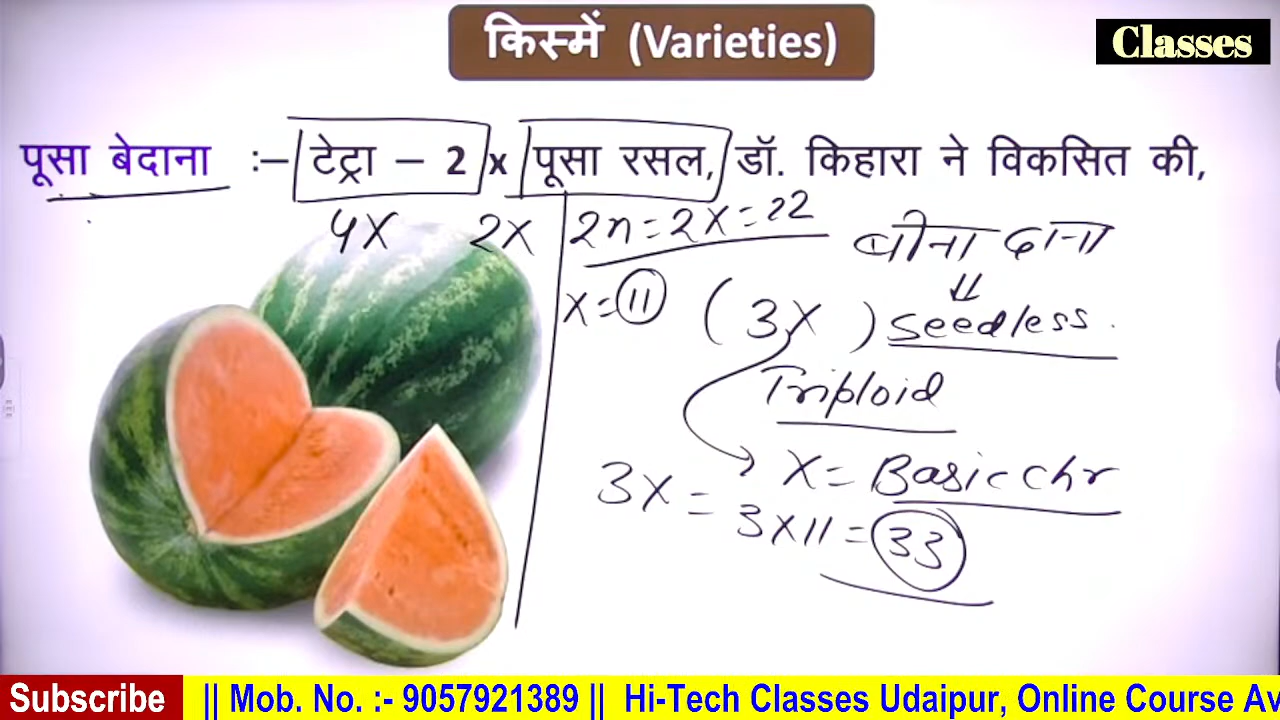 किस्में (Varieties)
Classes
पूसा बेदाना :– टेट्रा – 2 x पूसा रसल, डॉ. किहारा ने विकसित की,
4X 2X 2n=2X=22
बीना दाना
X=11 (3X) Seedless.
Triploid
X= Basic Chr
3X = 3X11=33
Subscribe || Mob. No. :- 9057921389 || Hi-Tech Classes Udaipur, Online Course Av